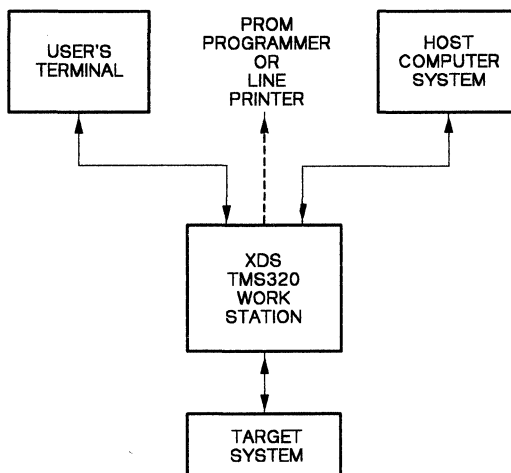 USER'S
TERMINAL
PROM
PROGRAMMER
OR
LINE
PRINTER
HOST
COMPUTER
SYSTEM
XDS
TMS320
WORK
STATION
TARGET
SYSTEM